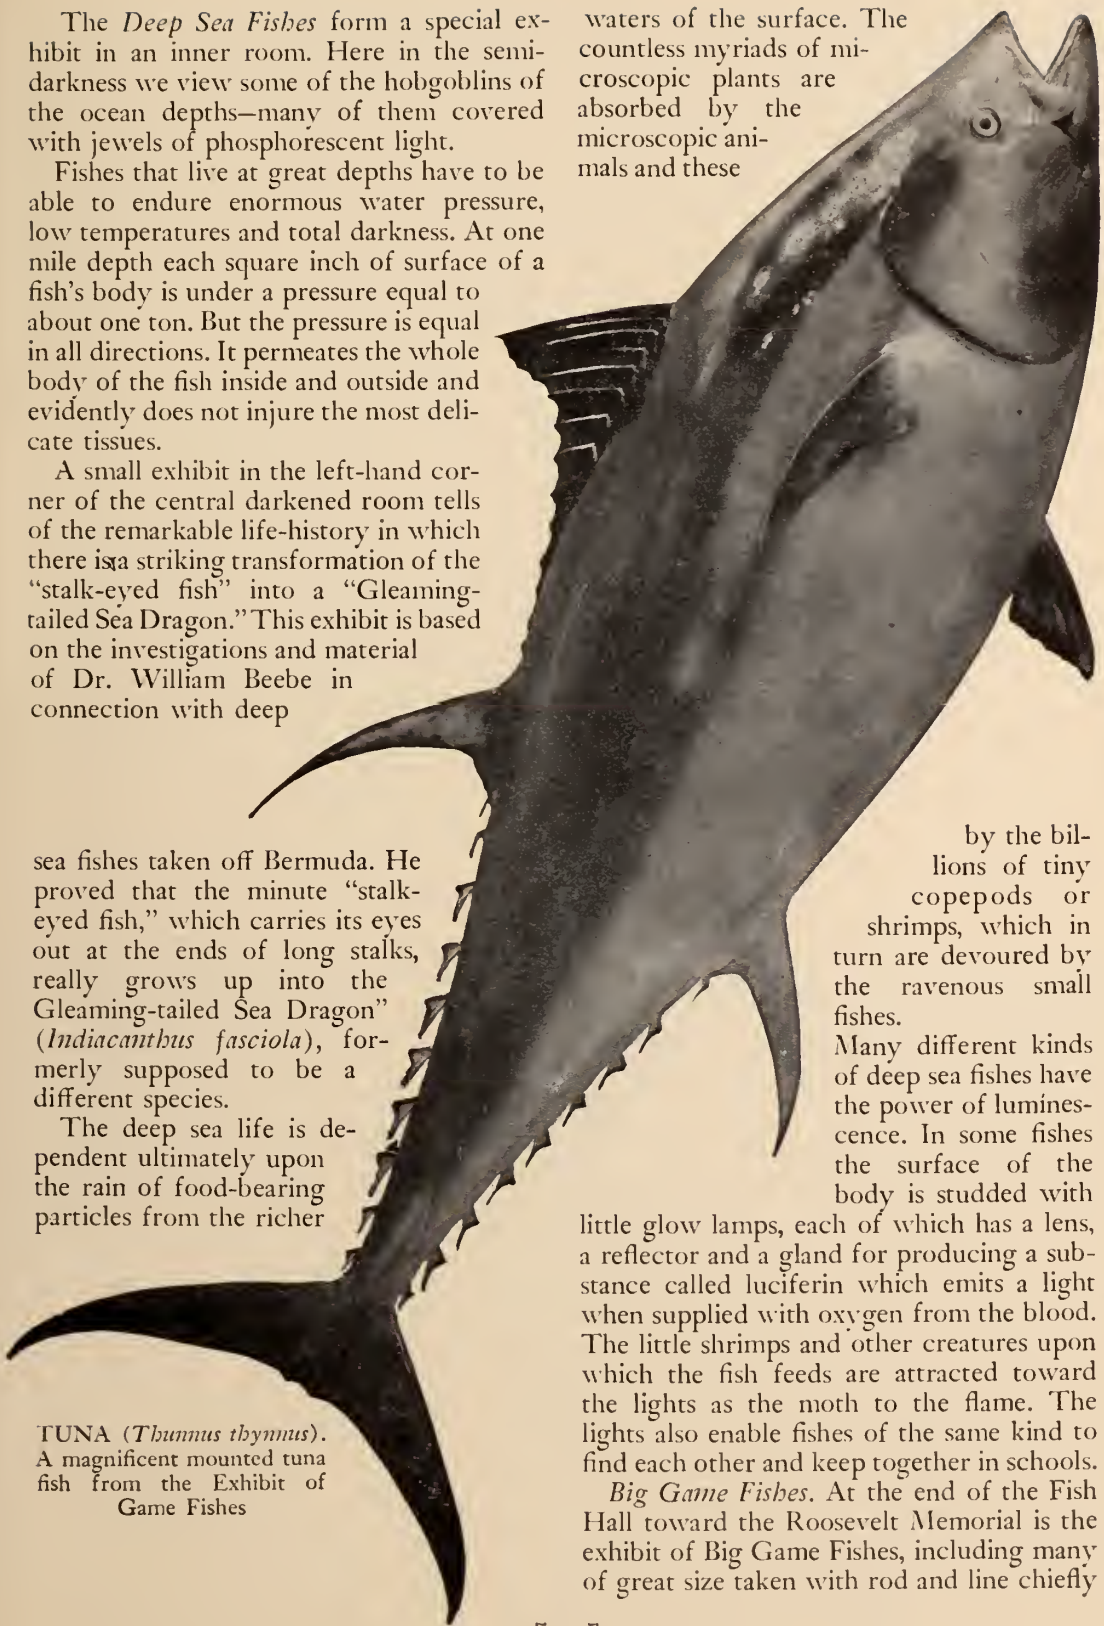 The Deep Sea Fishes form a special ex-
hibit in an inner room. Here in the semi-
darkness we view some of the hobgoblins of
the ocean depths—many of them covered
with jewels of phosphorescent light.
Fishes that live at great depths have to be
able to endure enormous water pressure,
low temperatures and total darkness. At one
mile depth each square inch of surface of a
fish's body is under a pressure equal to
about one ton. But the pressure is equal
in all directions. It permeates the whole
body of the fish inside and outside and
evidently does not injure the most deli-
cate tissues.
A small exhibit in the left-hand cor-
ner of the central darkened room tells
of the remarkable life-history in which
there is a striking transformation of the
“stalk-eyed fish” into a “Gleaming-
tailed Sea Dragon.” This exhibit is based
on the investigations and material
of Dr. William Beebe in
connection with deep
sea fishes taken off Bermuda. He
proved that the minute “stalk-
eyed fish,” which carries its eyes
out at the ends of long stalks,
really grows up into the
Gleaming-tailed Sea Dragon”
(Indiacanthus fasciola), for-
merly supposed to be a
different species.
The deep sea life is de-
pendent ultimately upon
the rain of food-bearing
particles from the richer
TUNA (Thunnus thynnus).
A magnificent mounted tuna
fish from the Exhibit of
Game Fishes
waters of the surface. The
countless myriads of mi-
croscopic plants are
absorbed by the
microscopic ani-
mals and these
by the bil-
lions of tiny
copepods or
shrimps, which in
turn are devoured by
the ravenous small
fishes.
Many different kinds
of deep sea fishes have
the power of lumines-
cence. In some fishes
the surface of the
body is studded with
little glow lamps, each of which has a lens,
a reflector and a gland for producing a sub-
stance called luciferin which emits a light
when supplied with oxygen from the blood.
The little shrimps and other creatures upon
which the fish feeds are attracted toward
the lights as the moth to the flame. The
lights also enable fishes of the same kind to
find each other and keep together in schools.
Big Game Fishes. At the end of the Fish
Hall toward the Roosevelt Memorial is the
exhibit of Big Game Fishes, including many
of great size taken with rod and line chiefly